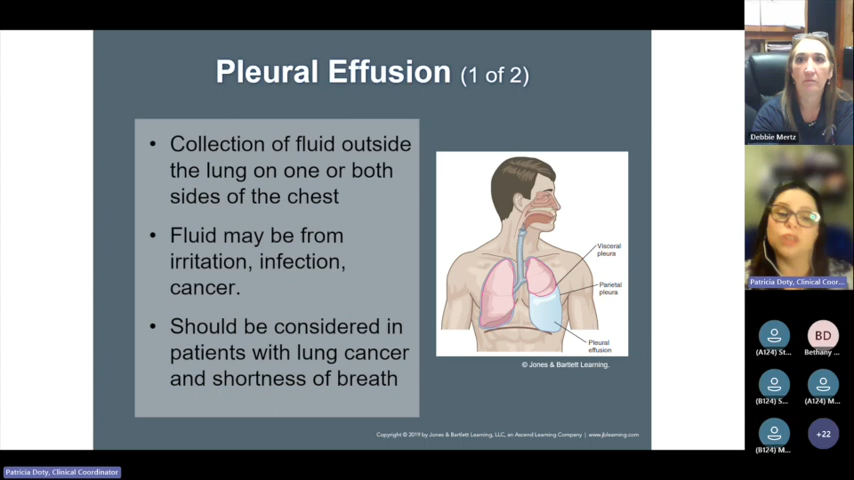 Pleural Effusion (1 of 2)
• Collection of fluid outside
the lung on one or both
sides of the chest
• Fluid may be from
irritation, infection,
cancer.
• Should be considered in
patients with lung cancer
and shortness of breath
Visceral
pleura
Parietal
pleura
Pleural
effusion
© Jones & Bartlett Learning.
Copyright © 2019 by Jones & Bartlett Learning, LLC, an Ascend Learning Company | www.jblearning.com
Debbie Mertz
Patricia Doty, Clinical Coor...
BD
(A124) St...
Bethany ...
(B124) S...
(A124) M...
+22
(B124) M...
Patricia Doty, Clinical Coordinator